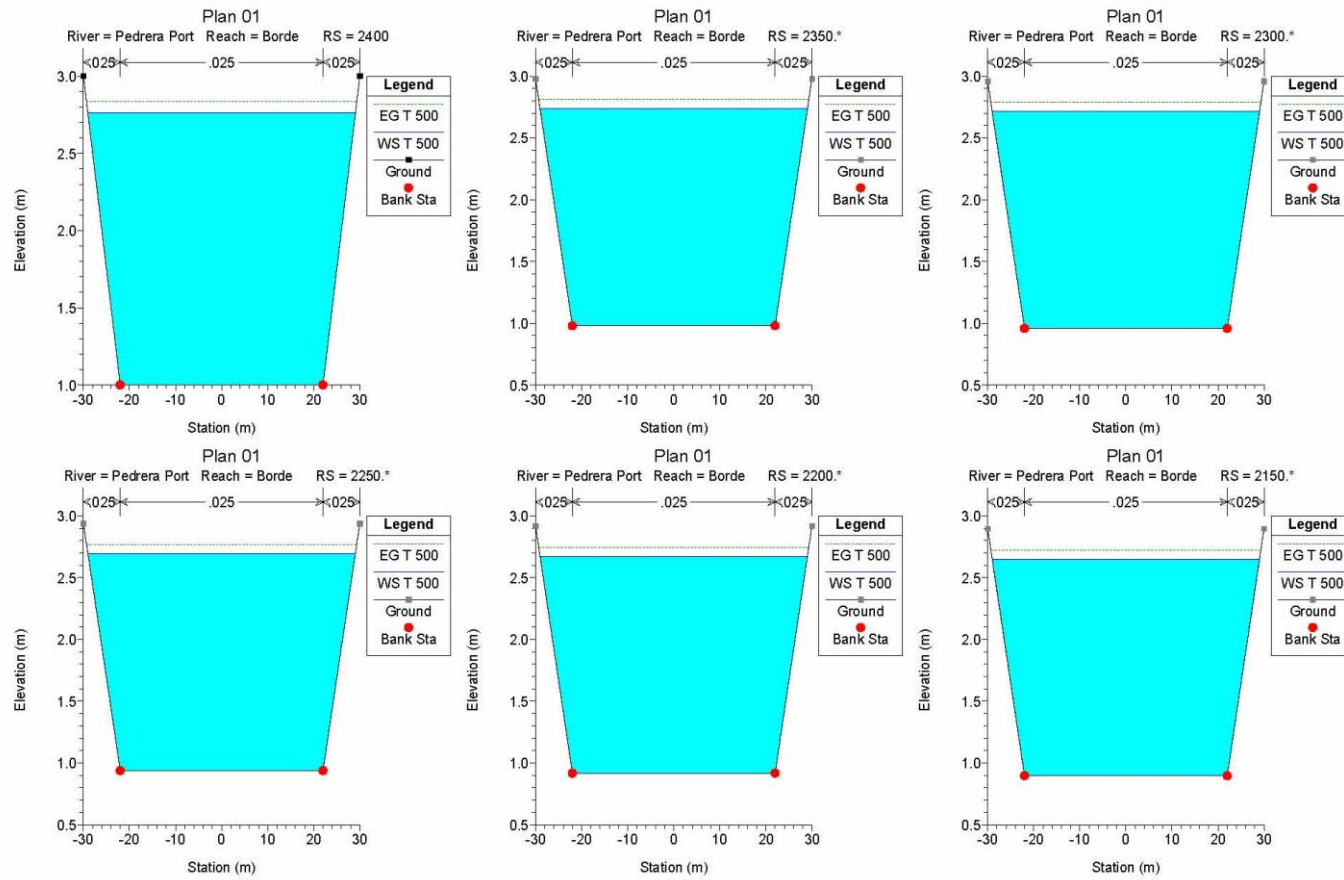 Plan 01
River = Pedrera Port Reach = Borde RS = 2400
.025 .025 .025
3.0
2.5
2.0
1.5
1.0
-30 -20 -10 0 10 20 30
Elevation (m)
Station (m)
Legend
EG T 500
WS T 500
Ground
Bank Sta
Plan 01
River = Pedrera Port Reach = Borde RS = 2350.*
.025 .025 .025
3.0
2.5
2.0
1.5
1.0
0.5
-30 -20 -10 0 10 20 30
Elevation (m)
Station (m)
Legend
EG T 500
WS T 500
Ground
Bank Sta
Plan 01
River = Pedrera Port Reach = Borde RS = 2300.*
.025 .025 .025
3.0
2.5
2.0
1.5
1.0
0.5
-30 -20 -10 0 10 20 30
Elevation (m)
Station (m)
Legend
EG T 500
WS T 500
Ground
Bank Sta
Plan 01
River = Pedrera Port Reach = Borde RS = 2250.*
.025 .025 .025
3.0
2.5
2.0
1.5
1.0
0.5
-30 -20 -10 0 10 20 30
Elevation (m)
Station (m)
Legend
EG T 500
WS T 500
Ground
Bank Sta
Plan 01
River = Pedrera Port Reach = Borde RS = 2200.*
.025 .025 .025
3.0
2.5
2.0
1.5
1.0
0.5
-30 -20 -10 0 10 20 30
Elevation (m)
Station (m)
Legend
EG T 500
WS T 500
Ground
Bank Sta
Plan 01
River = Pedrera Port Reach = Borde RS = 2150.*
.025 .025 .025
3.0
2.5
2.0
1.5
1.0
0.5
-30 -20 -10 0 10 20 30
Elevation (m)
Station (m)
Legend
EG T 500
WS T 500
Ground
Bank Sta